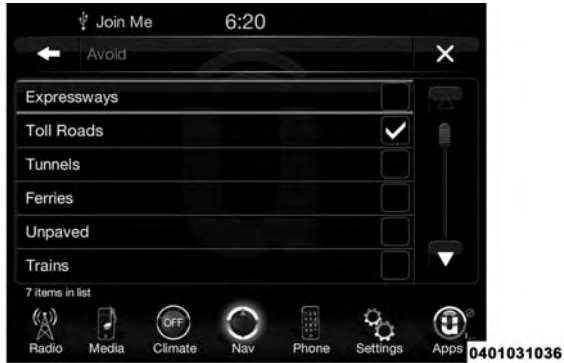 Join Me 6:20
Avoid
Expressways
Toll Roads
Tunnels
Ferries
Unpaved
Trains
7 items in list
OFF
Radio Media Climate Nav Phone Settings Apps
0401031036